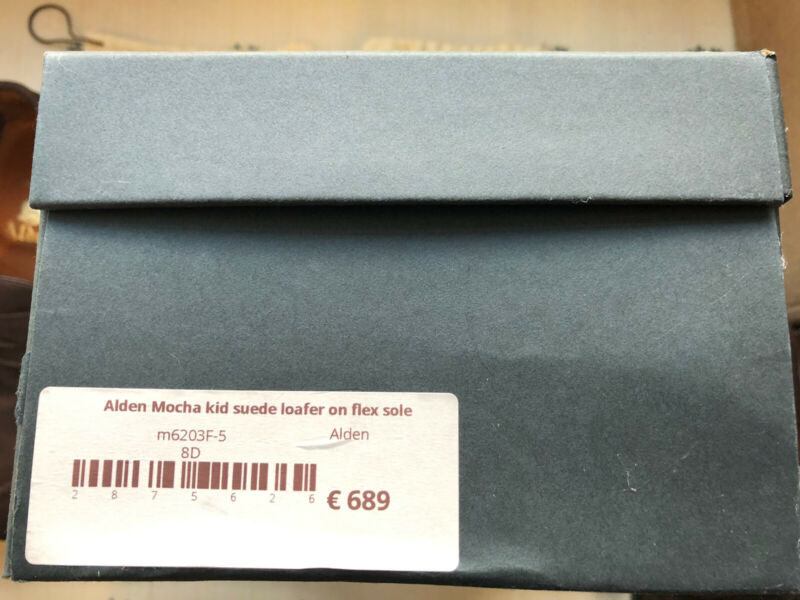 Alden Mocha kid suede loafer on flex sole
m6203F-5 Alden
8D
2 8 7 5 6 2 6
€ 689